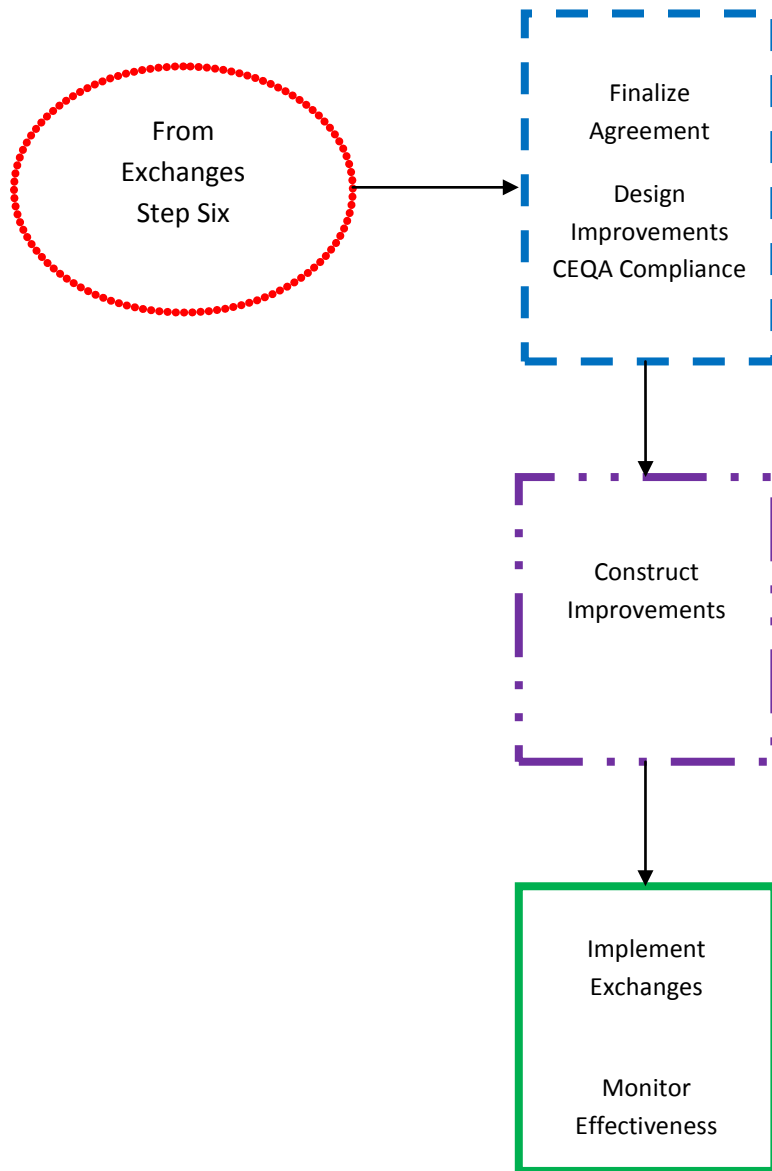 From
Exchanges
Step Six
Finalize
Agreement
Design
Improvements
CEQA Compliance
Construct
Improvements
Implement
Exchanges
Monitor
Effectiveness